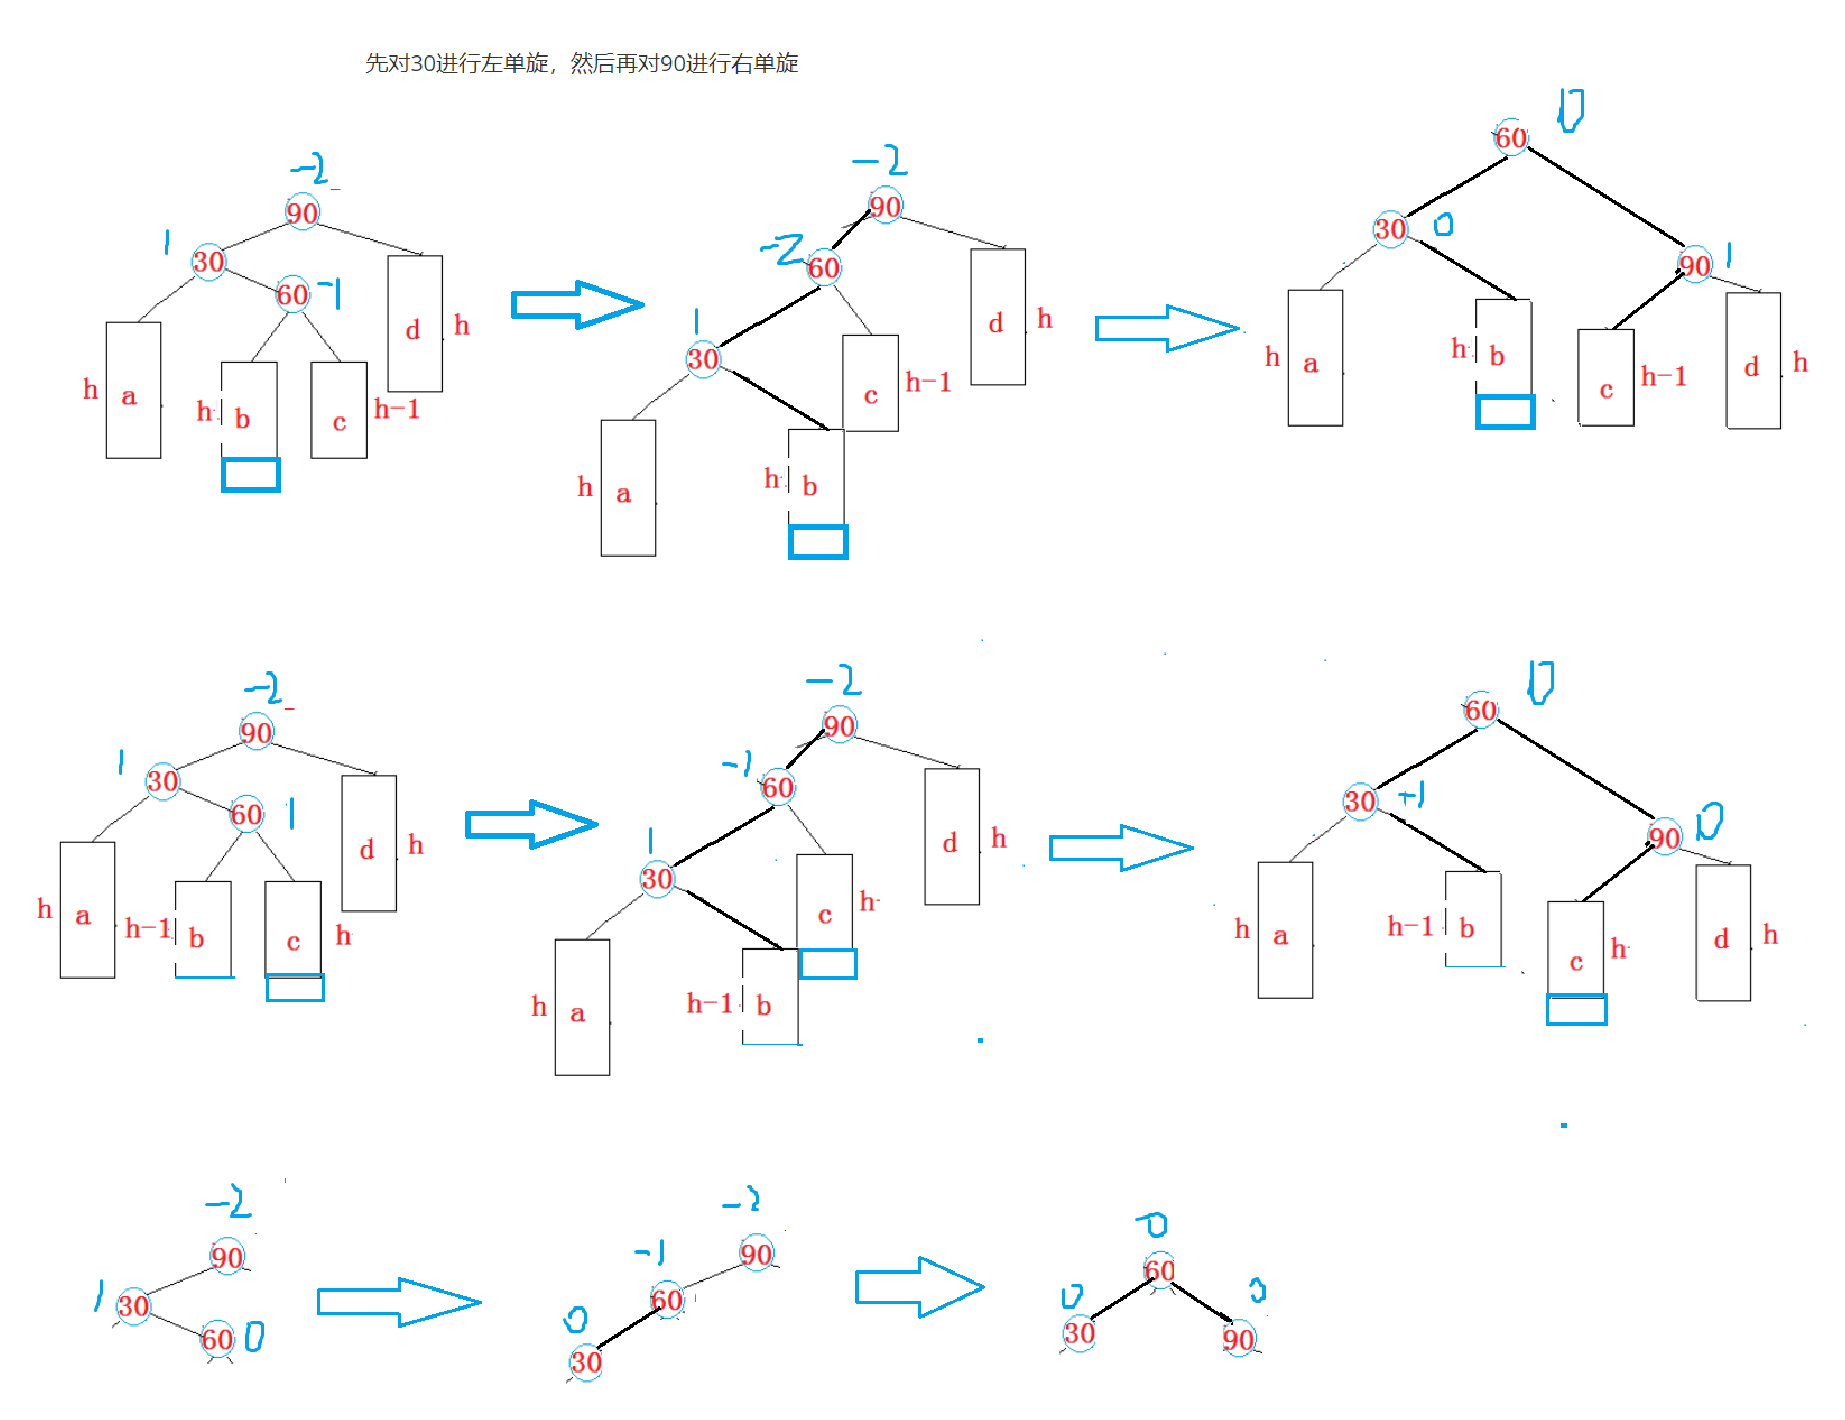 先对30进行左单旋，然后再对90进行右单旋
-2 90 1 30 60 -1 h a h b c h-1 d h
-2 90 -2 60 1 30 h a h b c h-1 d h
0 60 30 0 90 1 h a h b c h-1 d h
-2 90 1 30 60 1 h a h-1 b c h d h
-2 90 -1 60 1 30 h a h-1 b c h d h
0 60 30 +1 90 0 h a h-1 b c h d h
-2 90 1 30 60 0
-2 90 -1 60 0 30
0 60 0 30 0 90